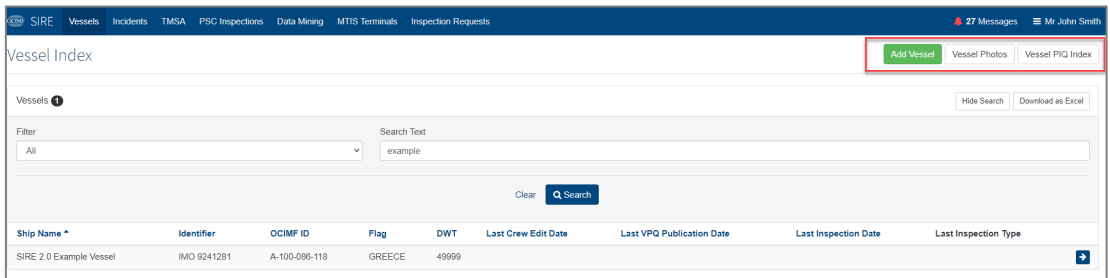 OCIMF SIRE Vessels Incidents TMSA PSC Inspections Data Mining MTIS Terminals Inspection Requests 27 Messages Mr John Smith
Vessel Index Add Vessel Vessel Photos Vessel PIQ Index
Vessels 1 Hide Search Download as Excel
Filter Search Text
All example
Clear Search
Ship Name Identifier OCIMF ID Flag DWT Last Crew Edit Date Last VPQ Publication Date Last Inspection Date Last Inspection Type
SIRE 2.0 Example Vessel IMO 9241281 A-100-086-118 GREECE 49999